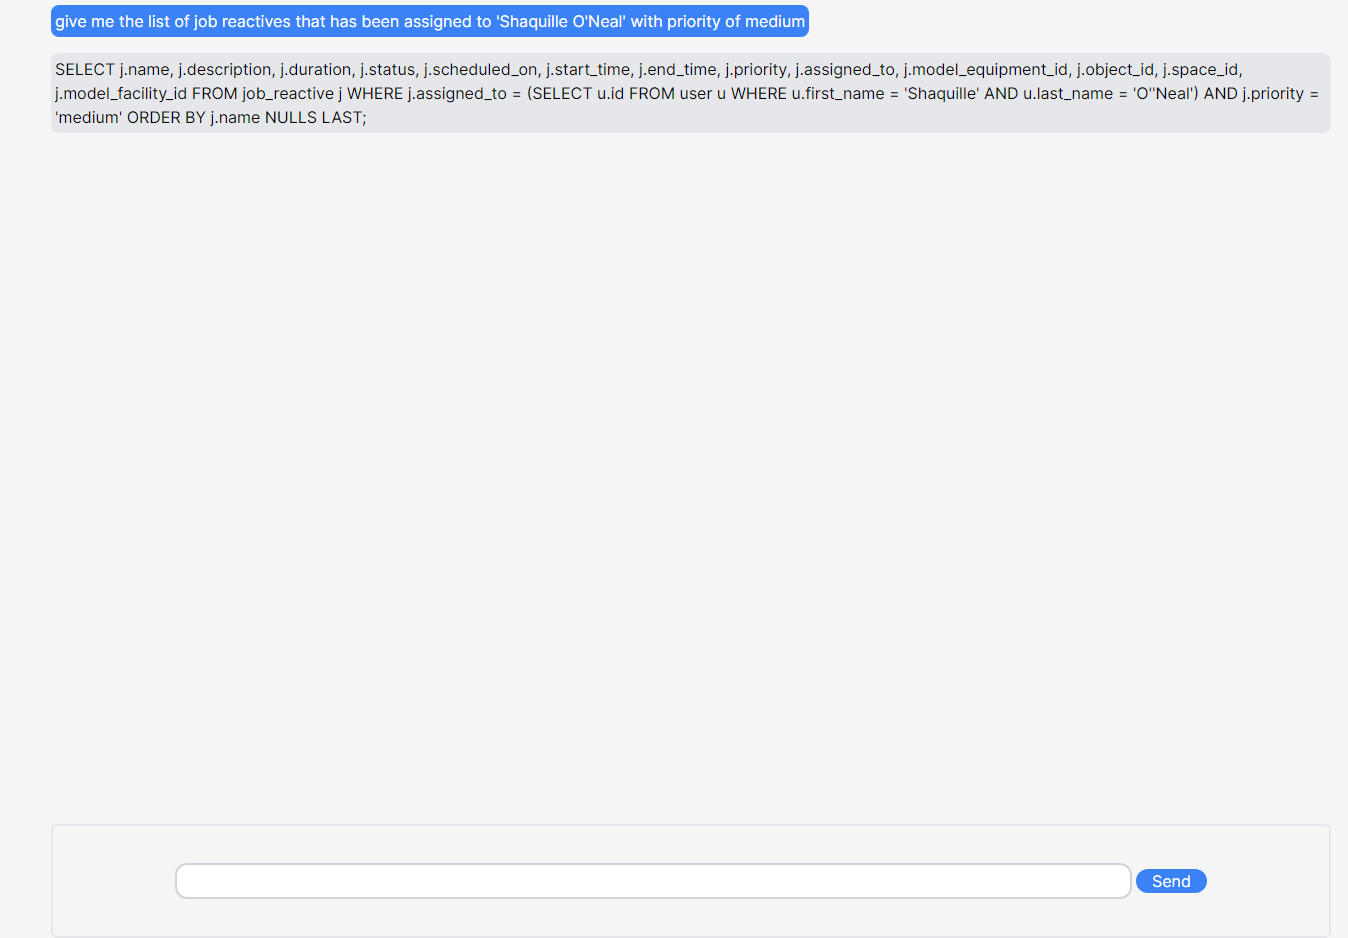 give me the list of job reactives that has been assigned to 'Shaquille O'Neal' with priority of medium
SELECT j.name, j.description, j.duration, j.status, j.scheduled_on, j.start_time, j.end_time, j.priority, j.assigned_to, j.model_equipment_id, j.object_id, j.space_id,
j.model_facility_id FROM job_reactive j WHERE j.assigned_to = (SELECT u.id FROM user u WHERE u.first_name = 'Shaquille' AND u.last_name = 'O''Neal') AND j.priority =
'medium' ORDER BY j.name NULLS LAST;
Send